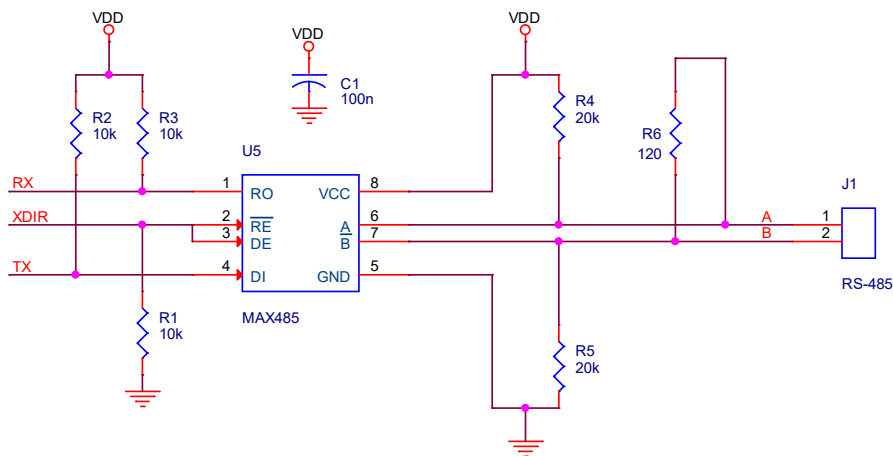 VDD
VDD
VDD
R2
10k
R3
10k
C1
100n
R4
20k
R6
120
U5
J1
RX
1
RO
VCC
8
XDIR
2
RE
A
6
A
1
3
DE
B
7
B
2
TX
4
DI
GND
5
RS-485
MAX485
R1
10k
R5
20k